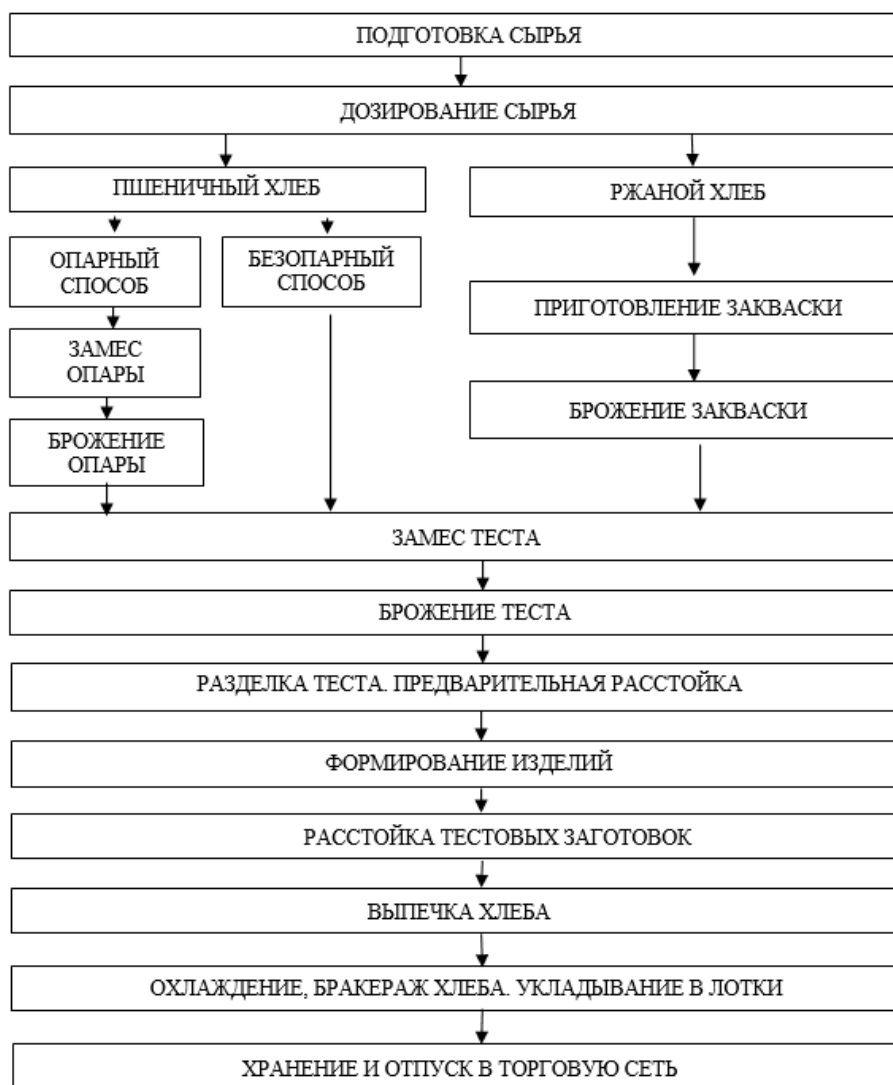 ПОДГОТОВКА СЫРЬЯ
ДОЗИРОВАНИЕ СЫРЬЯ
ПШЕНИЧНЫЙ ХЛЕБ
РЖАНОЙ ХЛЕБ
ОПАРНЫЙ
СПОСОБ
БЕЗОПАРНЫЙ
СПОСОБ
ПРИГОТОВЛЕНИЕ ЗАКВАСКИ
ЗАМЕС
ОПАРЫ
БРОЖЕНИЕ ЗАКВАСКИ
БРОЖЕНИЕ
ОПАРЫ
ЗАМЕС ТЕСТА
БРОЖЕНИЕ ТЕСТА
РАЗДЕЛКА ТЕСТА. ПРЕДВАРИТЕЛЬНАЯ РАССТОЙКА
ФОРМИРОВАНИЕ ИЗДЕЛИЙ
РАССТОЙКА ТЕСТОВЫХ ЗАГОТОВОК
ВЫПЕЧКА ХЛЕБА
ОХЛАЖДЕНИЕ, БРАКЕРАЖ ХЛЕБА. УКЛАДЫВАНИЕ В ЛОТКИ
ХРАНЕНИЕ И ОТПУСК В ТОРГОВУЮ СЕТЬ